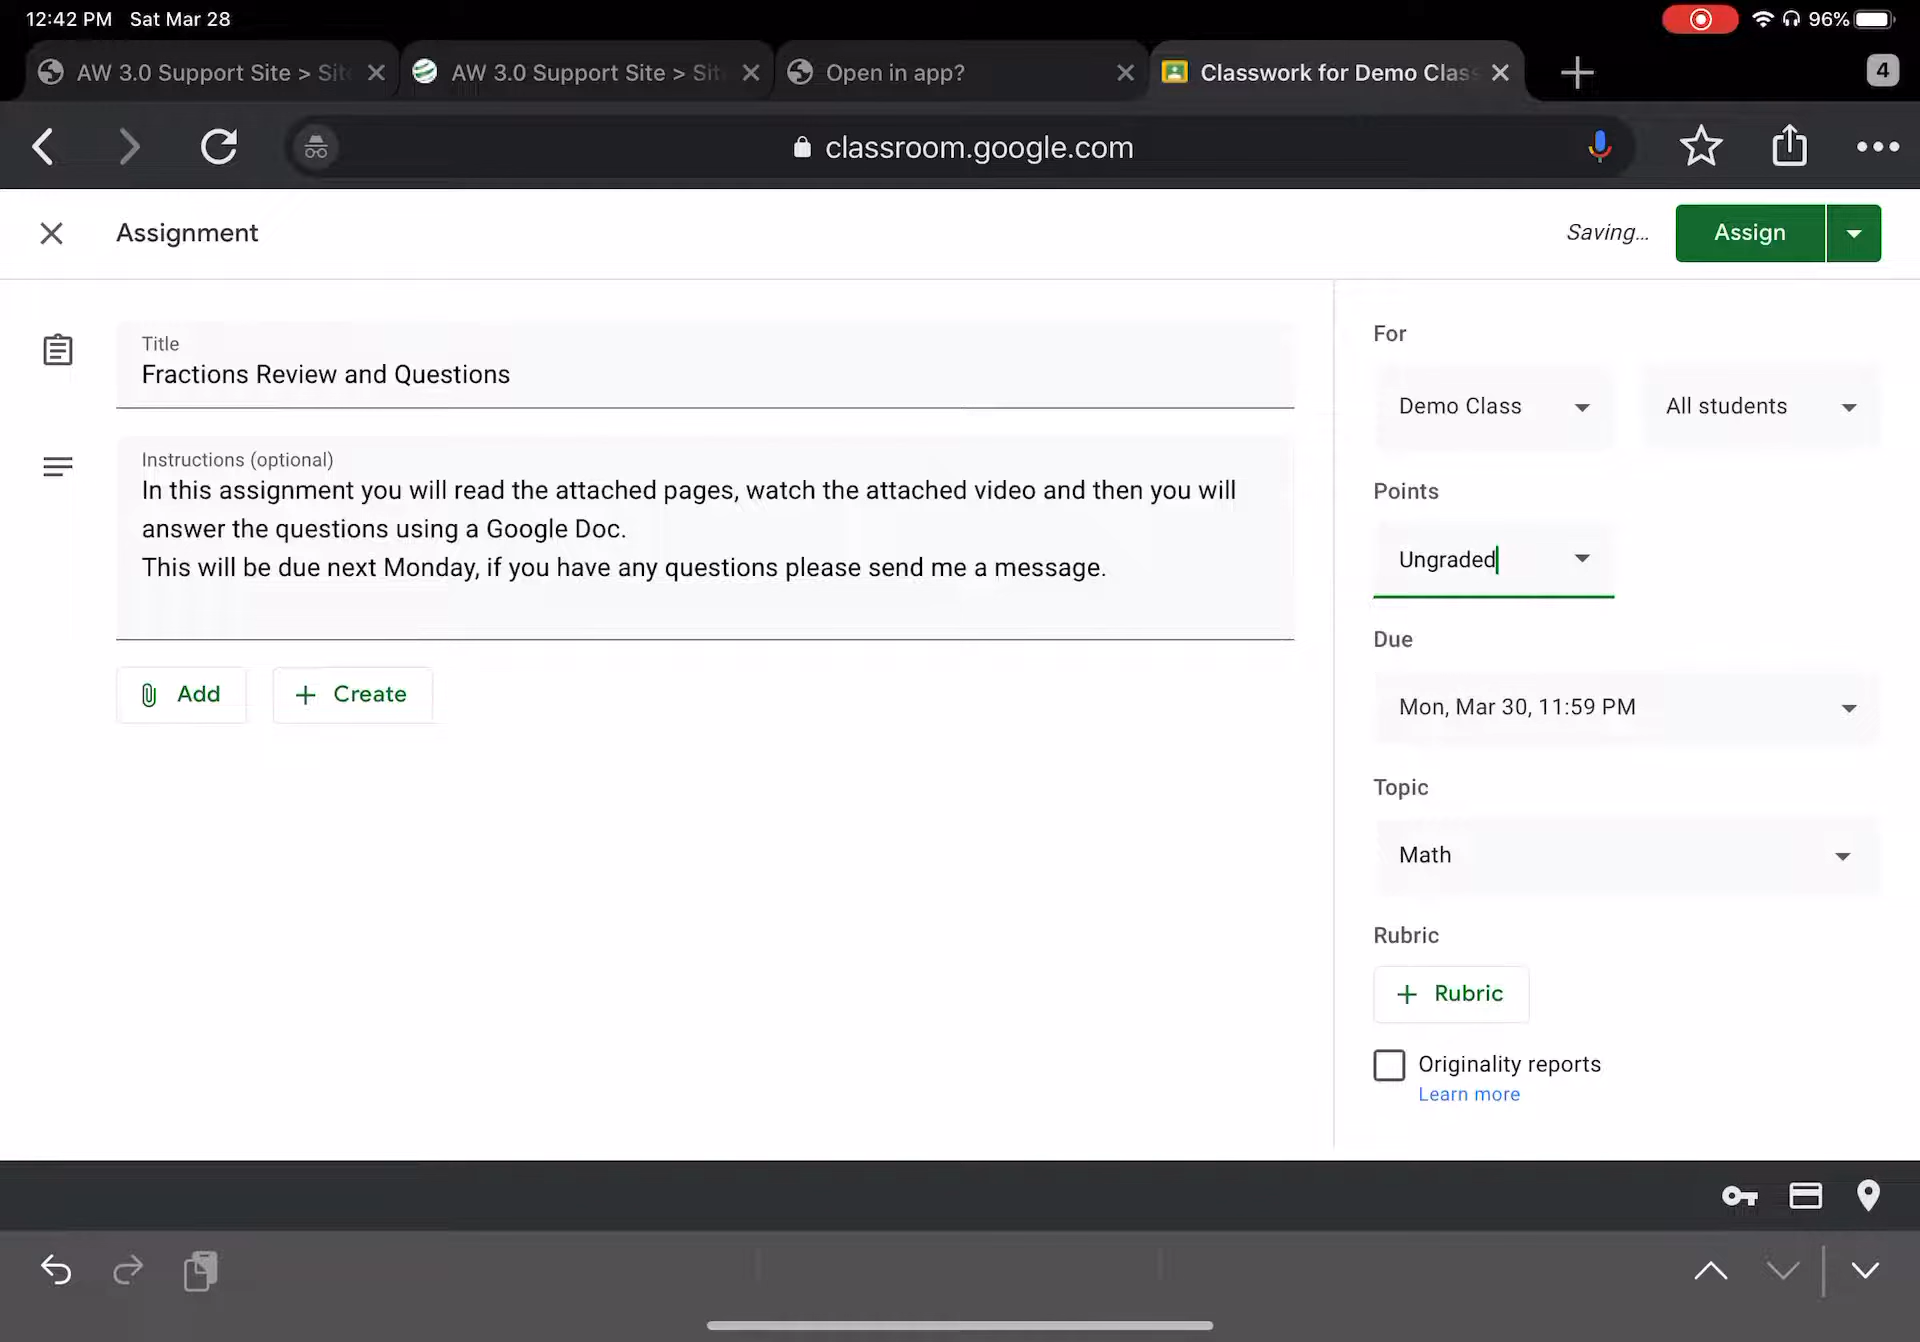 12:42 PM Sat Mar 28
96%
AW 3.0 Support Site > Sit
AW 3.0 Support Site > Sit
Open in app?
Classwork for Demo Clas
4
classroom.google.com
Assignment
Saving...
Assign
Title
Fractions Review and Questions
Instructions (optional)
In this assignment you will read the attached pages, watch the attached video and then you will
answer the questions using a Google Doc.
This will be due next Monday, if you have any questions please send me a message.
Add
Create
For
Demo Class
All students
Points
Ungraded
Due
Mon, Mar 30, 11:59 PM
Topic
Math
Rubric
Rubric
Originality reports
Learn more